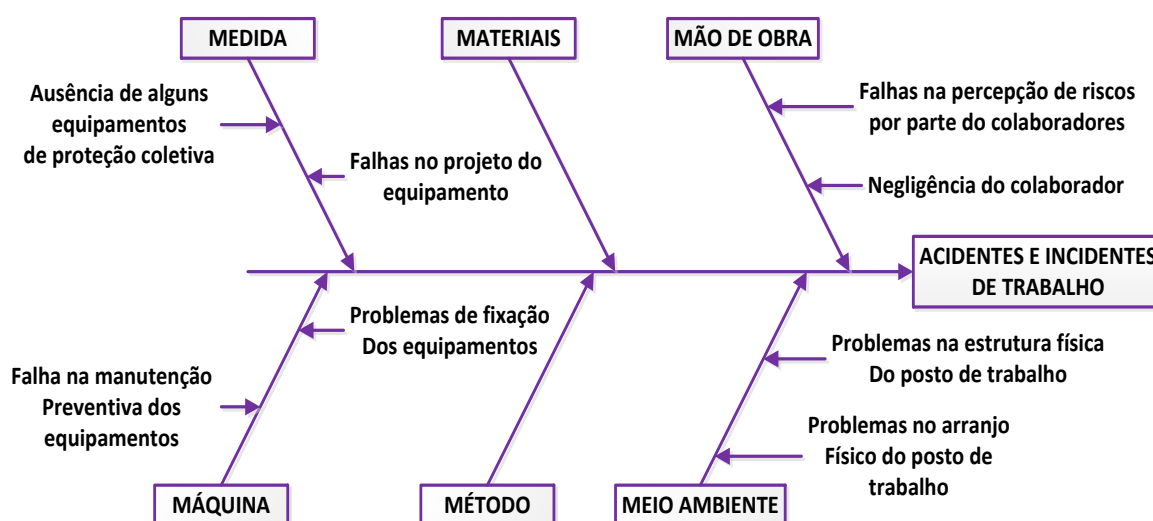 MEDIDA
MATERIAIS
MÃO DE OBRA
Ausência de alguns
equipamentos
de proteção coletiva
Falhas no projeto do
equipamento
Falhas na percepção de riscos
por parte do colaboradores
Negligência do colaborador
ACIDENTES E INCIDENTES
DE TRABALHO
Problemas de fixação
Dos equipamentos
Falha na manutenção
Preventiva dos
equipamentos
Problemas na estrutura física
Do posto de trabalho
Problemas no arranjo
Físico do posto de
trabalho
MÁQUINA
MÉTODO
MEIO AMBIENTE